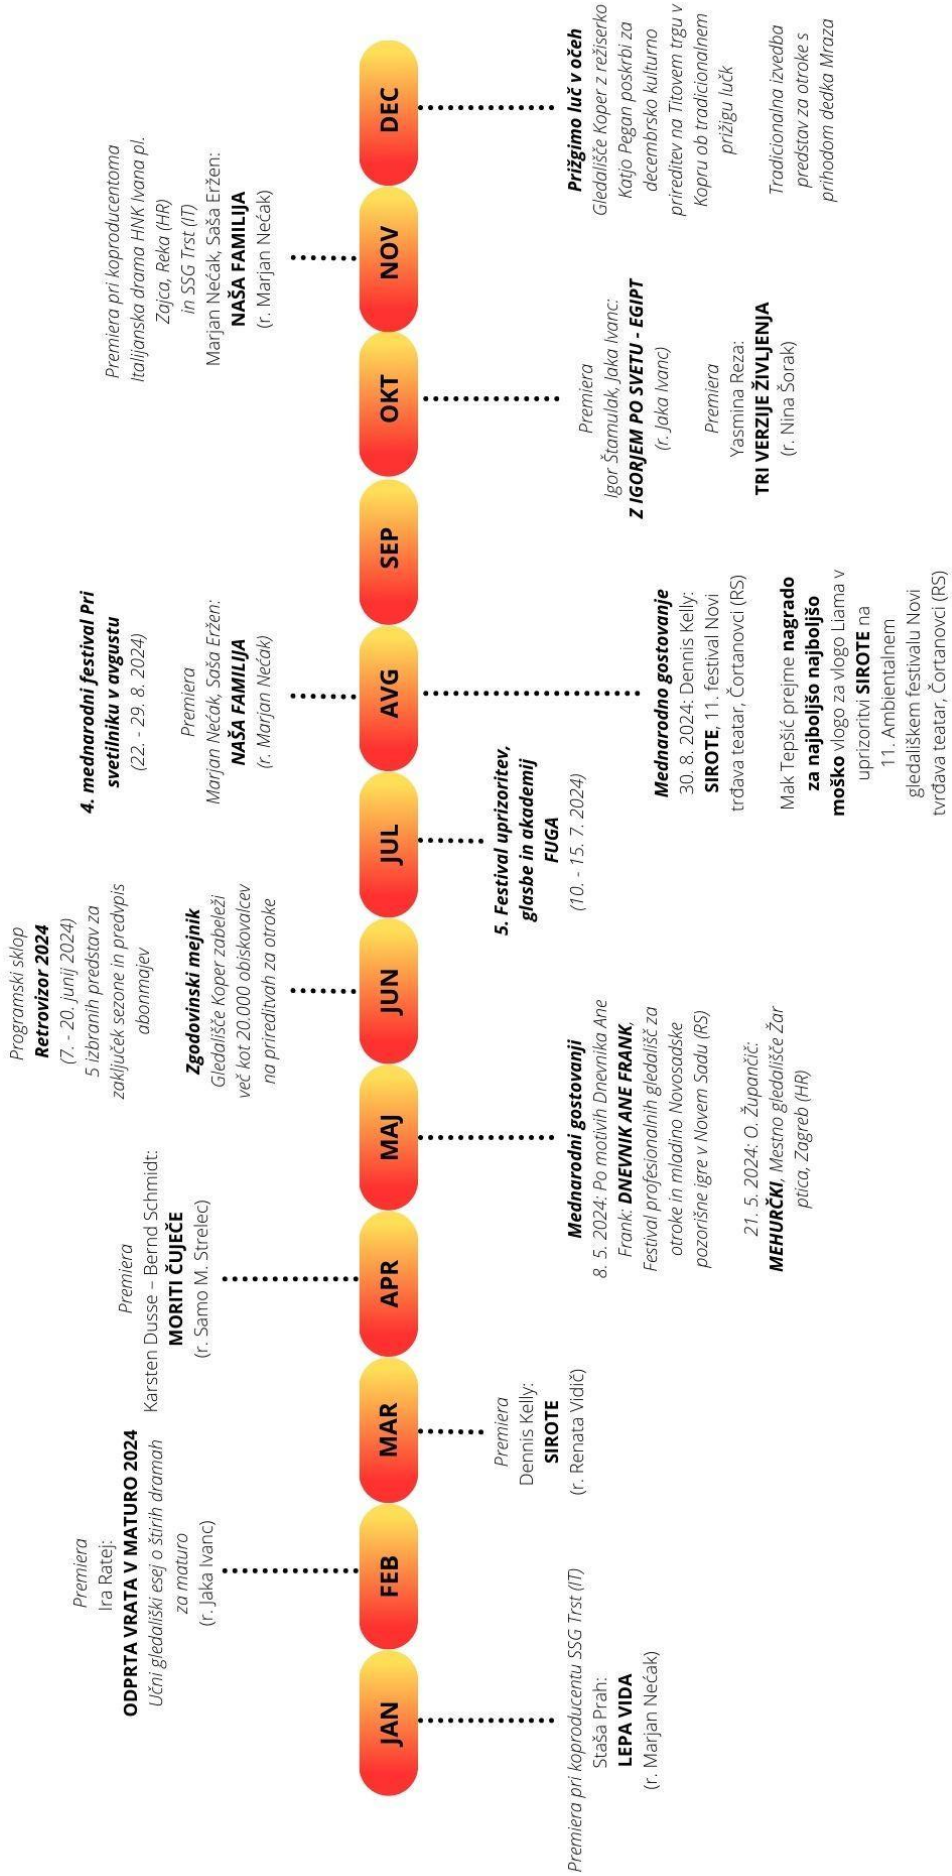 JAN
Premiera pri koproducentu SSG Trst (IT)
Staša Prah:
LEPA VIDA
(r. Marjan Nećak)
FEB
Premiera
Ira Ratej:
ODPRTA VRATA V MATURO 2024
Učni gledališki esej o štirih dramah
za maturo
(r. Jaka Ivanc)
MAR
Premiera
Dennis Kelly:
SIROTE
(r. Renata Vidič)
APR
Premiera
Karsten Dusse – Bernd Schmidt:
MORITI ČUJEČE
(r. Samo M. Strelec)
MAJ
Mednarodni gostovanji
8. 5. 2024: Po motivih Dnevnika Ane
Frank: DNEVNIK ANE FRANK,
Festival profesionalnih gledališč za
otroke in mladino Novosadske
pozorišne igre v Novem Sadu (RS)
21. 5. 2024: O. Župančič:
MEHURČKI, Mestno gledališče Žar
ptica, Zagreb (HR)
JUN
Programski sklop
Retrovizor 2024
(7. - 20. junij 2024)
5 izbranih predstav za
zaključek sezone in predvpis
abonmajev
Zgodovinski mejnik
Gledališče Koper zabeleži
več kot 20.000 obiskovalcev
na prireditvah za otroke
JUL
5. Festival uprizoritev,
glasbe in akademij
FUGA
(10. - 15. 7. 2024)
AVG
4. mednarodni festival Pri
svetilniku v avgustu
(22. - 29. 8. 2024)
Premiera
Marjan Nećak, Saša Eržen:
NAŠA FAMILIJA
(r. Marjan Nećak)
Mednarodno gostovanje
30. 8. 2024: Dennis Kelly:
SIROTE, 11. festival Novi
trđava teatar, Čortanovci (RS)
Mak Tepšić prejme nagrado
za najboljšo najboljšo
moško vlogo za vlogo Liama v
uprizoritvi SIROTE na
11. Ambientalnem
gledališkem festivalu Novi
tvrđava teatar, Čortanovci (RS)
SEP
OKT
Premiera
Igor Štamulak, Jaka Ivanc:
Z IGORJEM PO SVETU - EGIPT
(r. Jaka Ivanc)
Premiera
Yasmina Reza:
TRI VERZIJE ŽIVLJENJA
(r. Nina Šorak)
NOV
Premiera pri koproducentoma
Italijanska drama HNK Ivana pl.
Zajca, Reka (HR)
in SSG Trst (IT)
Marjan Nećak, Saša Eržen:
NAŠA FAMILIJA
(r. Marjan Nećak)
DEC
Prižgimo luč v očeh
Gledališče Koper z režiserko
Katjo Pegan poskrbi za
decembrsko kulturno
prireditev na Titovem trgu v
Kopru ob tradicionalnem
prižigu lučk
Tradicionalna izvedba
predstav za otroke s
prihodom dedka Mraza